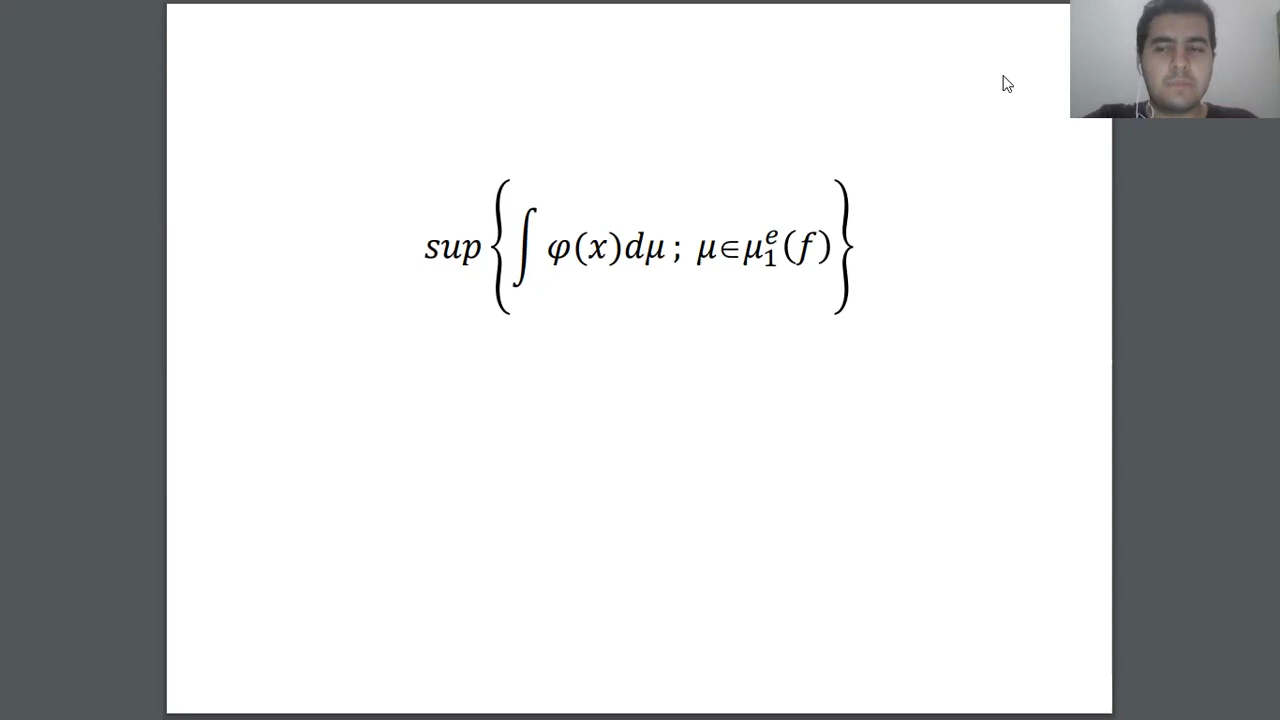 sup {∫ φ(x)dμ ; μ∈μ₁ᵉ(f)}